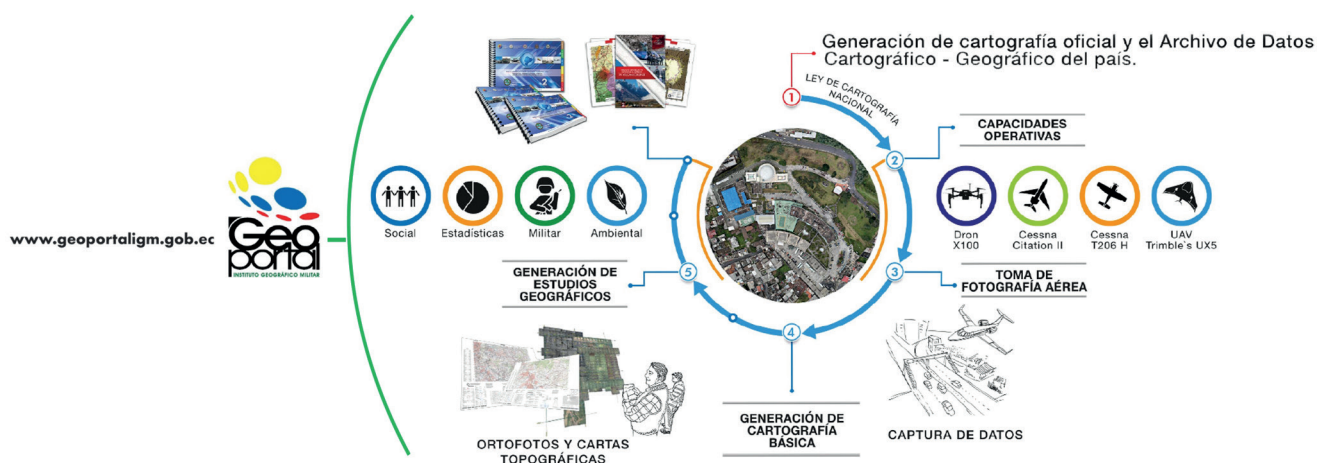 www.geoportaligm.gob.ec
Geo
portal
INSTITUTO GEOGRÁFICO MILITAR
Social
Estadísticas
Militar
Ambiental
GENERACIÓN DE
ESTUDIOS
GEOGRÁFICOS
5
ORTOFOTOS Y CARTAS
TOPOGRÁFICAS
Generación de cartografía oficial y el Archivo de Datos
Cartográfico - Geográfico del país.
1
LEY DE CARTOGRAFÍA
NACIONAL
2
CAPACIDADES
OPERATIVAS
Dron
X100
Cessna
Citation II
Cessna
T206 H
UAV
Trimble`s UX5
3
TOMA DE
FOTOGRAFÍA AÉREA
CAPTURA DE DATOS
4
GENERACIÓN DE
CARTOGRAFÍA
BÁSICA